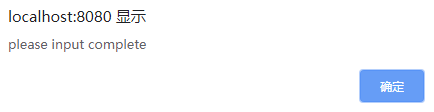 localhost:8080 显示
please input complete
确定